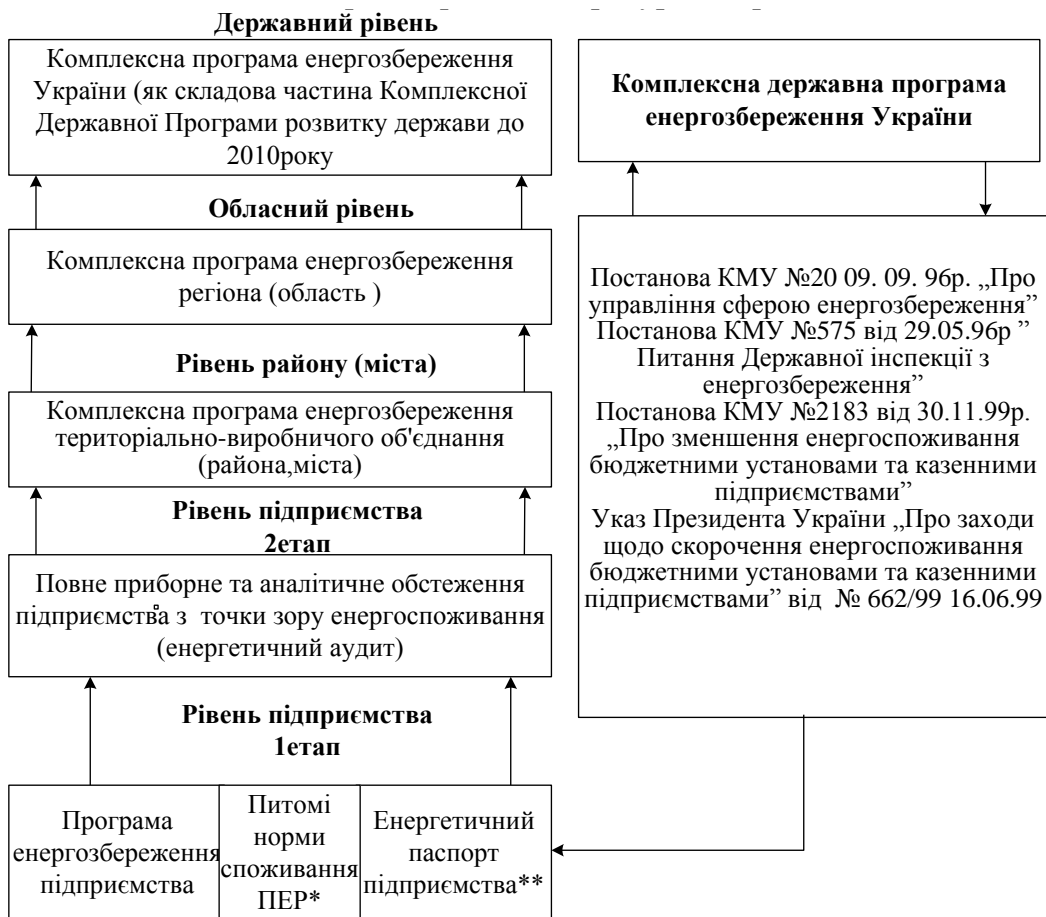 Державний рівень
Комплексна програма енергозбереження
України (як складова частина Комплексної
Державної Програми розвитку держави до
2010року
Обласний рівень
Комплексна програма енергозбереження
регіона (область )
Рівень району (міста)
Комплексна програма енергозбереження
територіально-виробничого об'єднання
(района,міста)
Рівень підприємства
2етап
Повне приборне та аналітичне обстеження
підприємства з точки зору енергоспоживання
(енергетичний аудит)
Рівень підприємства
1етап
Програма
енергозбереження
підприємства
Питомі
норми
споживання
ПЕР*
Енергетичний
паспорт
підприємства**
Комплексна державна програма
енергозбереження України
Постанова КМУ №20 09. 09. 96р. „Про
управління сферою енергозбереження”
Постанова КМУ №575 від 29.05.96р ”
Питання Державної інспекції з
енергозбереження”
Постанова КМУ №2183 від 30.11.99р.
„Про зменшення енергоспоживання
бюджетними установами та казенними
підприємствами”
Указ Президента України „Про заходи
щодо скорочення енергоспоживання
бюджетними установами та казенними
підприємствами” від № 662/99 16.06.99